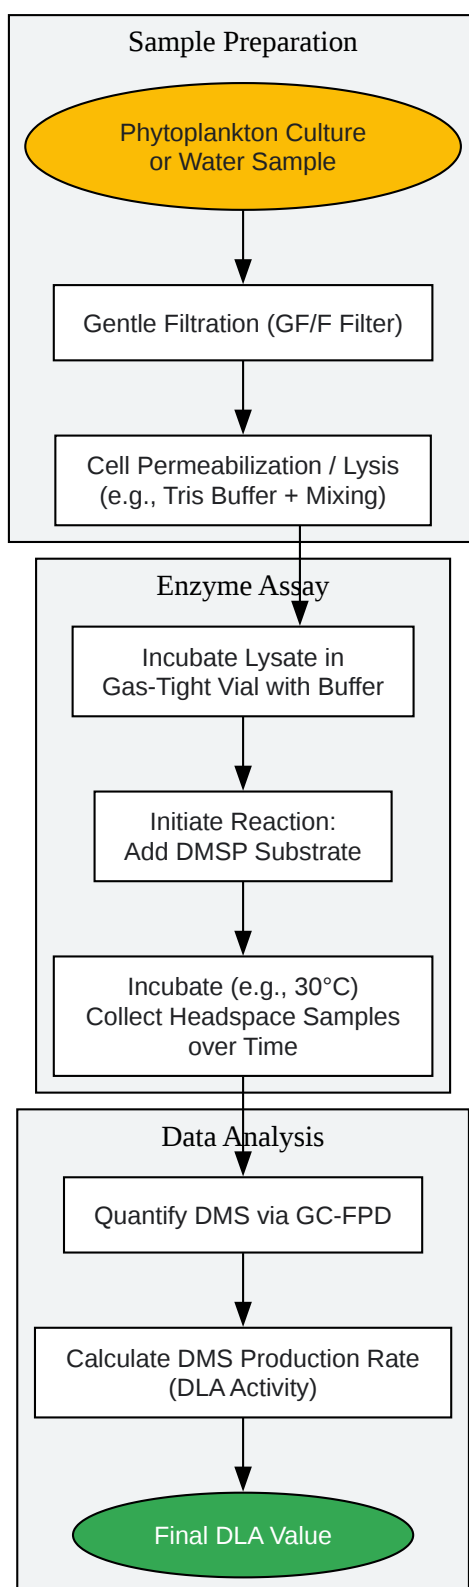 Sample Preparation
Phytoplankton Culture
or Water Sample
Gentle Filtration (GF/F Filter)
Cell Permeabilization / Lysis
(e.g., Tris Buffer + Mixing)
Enzyme Assay
Incubate Lysate in
Gas-Tight Vial with Buffer
Initiate Reaction:
Add DMSP Substrate
Incubate (e.g., 30°C)
Collect Headspace Samples
over Time
Data Analysis
Quantify DMS via GC-FPD
Calculate DMS Production Rate
(DLA Activity)
Final DLA Value